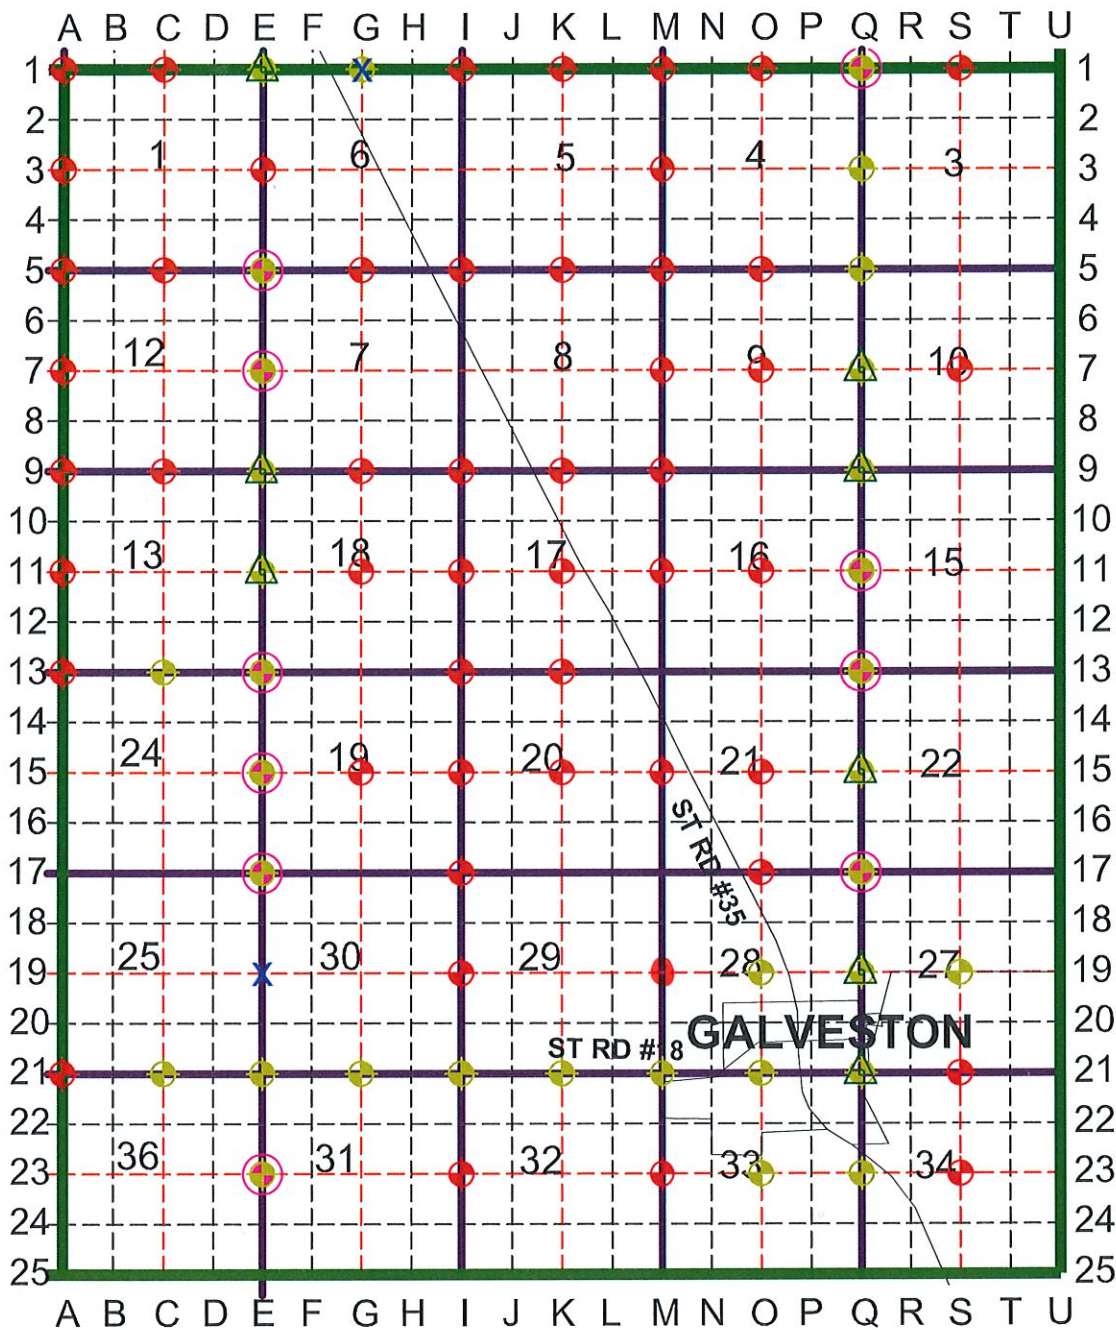 A B C D E F G H I J K L M N O P Q R S T U
1 1
2 2
3 1 6 5 4 3 3
4 4
5 5
6 6
7 12 7 8 9 10 7
8 8
9 9
10 10
11 13 18 17 16 15 11
12 12
13 13
14 14
15 24 19 20 21 22 15
16 16
17 17
ST RD #35
18 18
19 25 30 29 28 27 19
20 GALVESTON 20
ST RD #18
21 21
22 22
23 36 31 32 33 34 23
24 24
25 25
A B C D E F G H I J K L M N O P Q R S T U